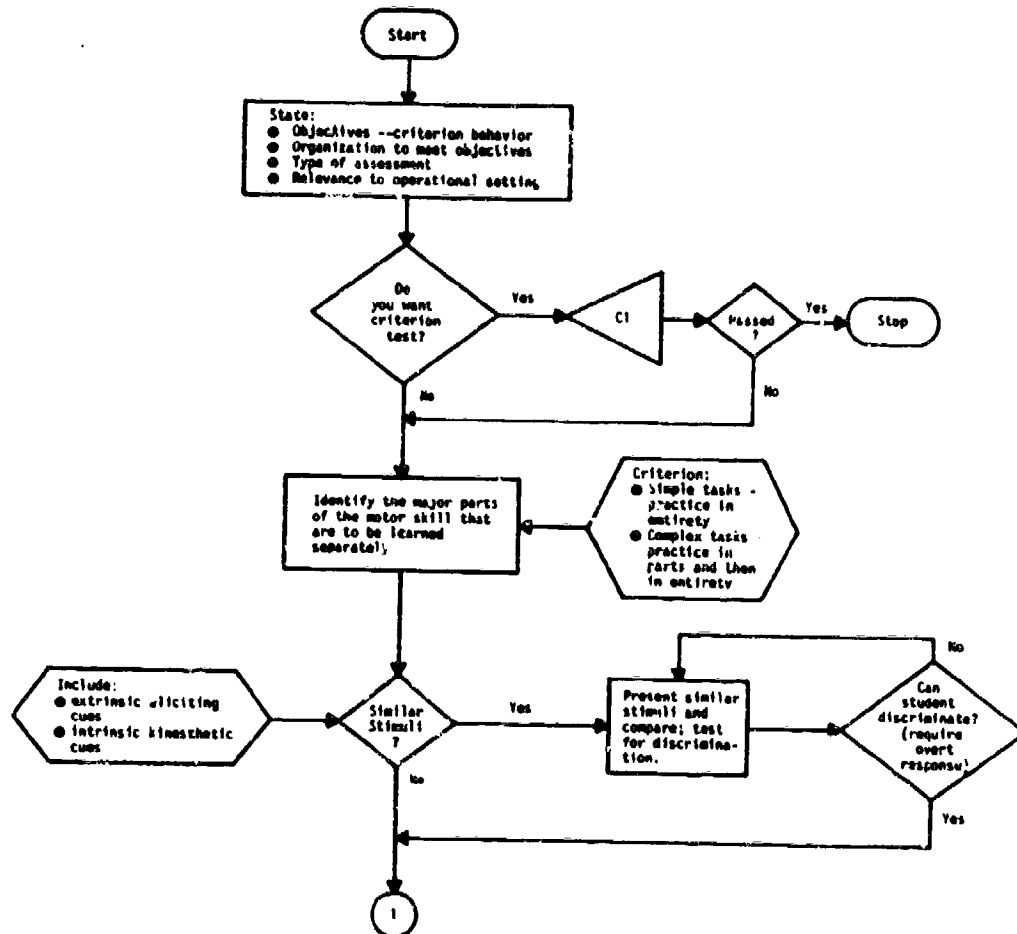 Start
State:
● Objectives --criterion behavior
● Organization to meet objectives
● Type of assessment
● Relevance to operational setting
Do
you want
criterion
test?
Yes
C1
Passed
?
Yes
Stop
No
No
Identify the major parts
of the motor skill that
are to be learned
separately
Criterion:
● Simple tasks -
practice in
entirety
● Complex tasks
practice in
parts and then
in entirety
Include:
● extrinsic eliciting
cues
● intrinsic kinesthetic
cues
Similar
Stimuli
?
Yes
Present similar
stimuli and
compare; test
for discrimina-
tion.
No
Can
student
discriminate?
(require
overt
response)
No
Yes
1